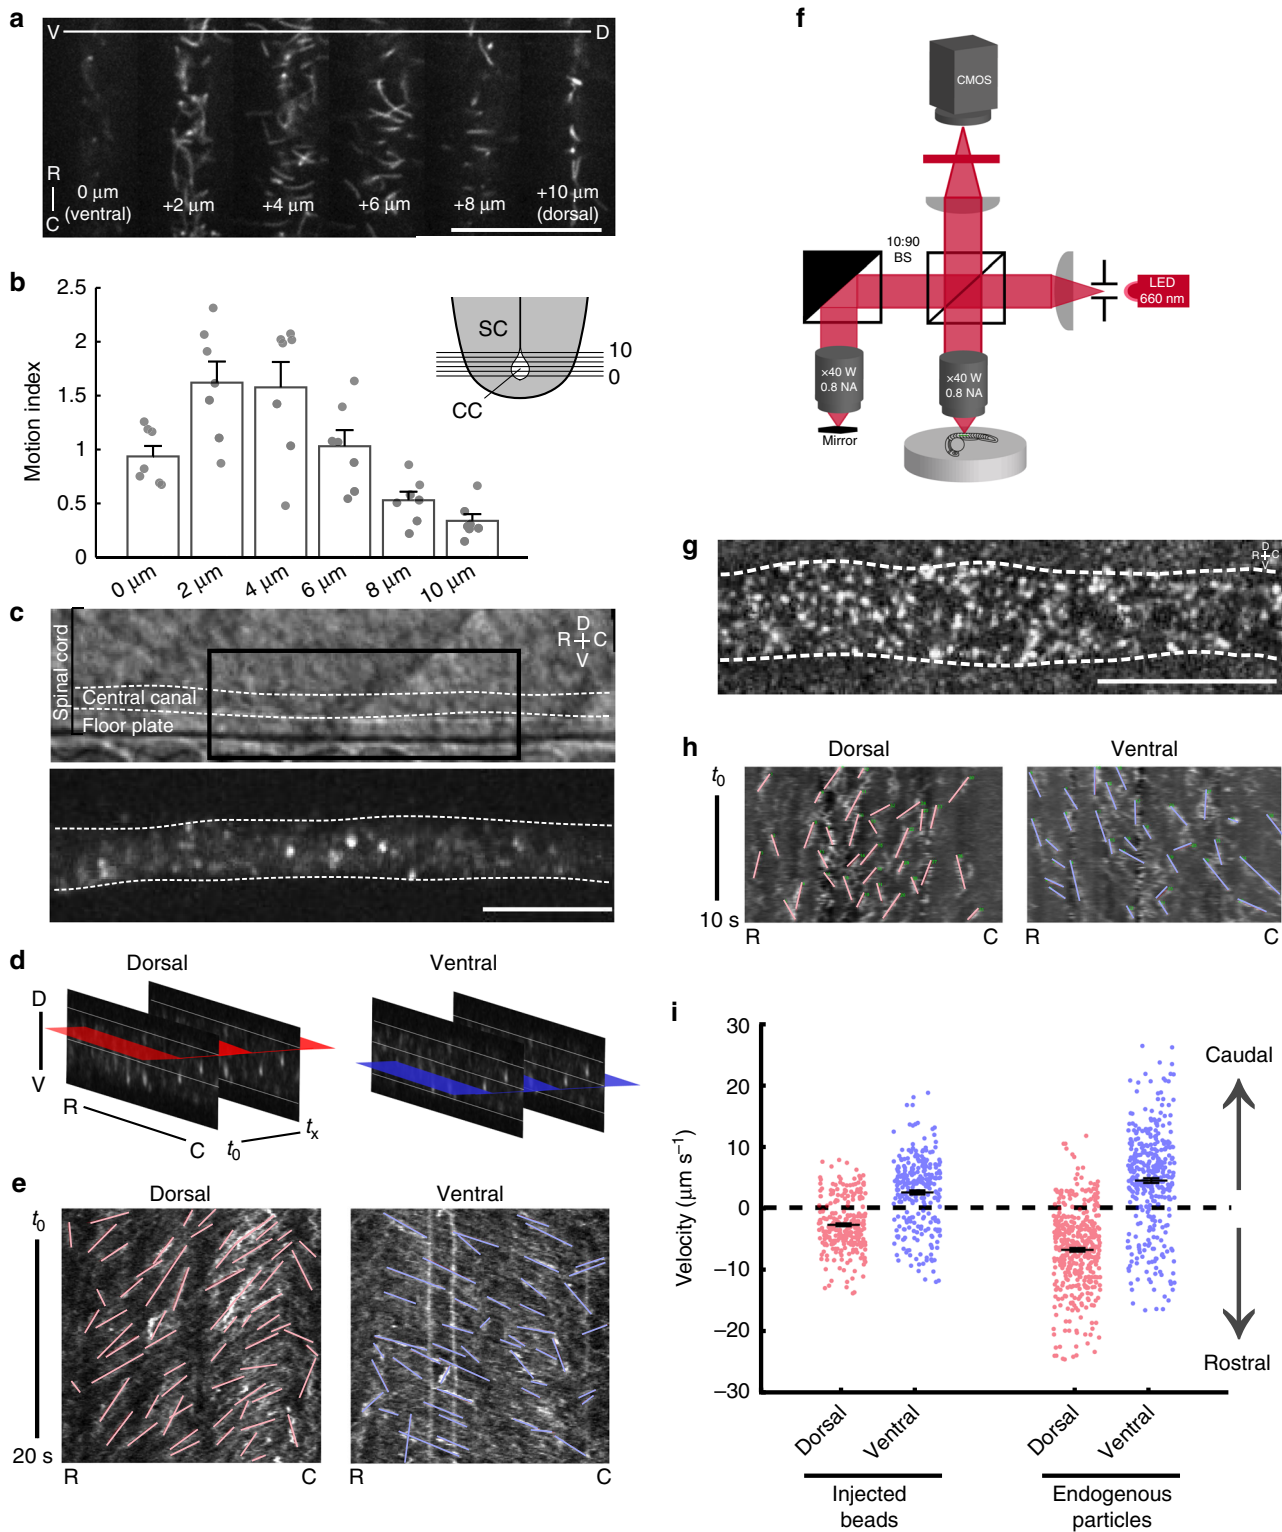 a
V
D
R
C
0 µm
(ventral)
+2 µm
+4 µm
+6 µm
+8 µm
+10 µm
(dorsal)
b
Motion index
2.5
2
1.5
1
0.5
0
0 µm
2 µm
4 µm
6 µm
8 µm
10 µm
SC
CC
10
0
c
Spinal cord
Central canal
Floor plate
D
R C
V
d
Dorsal
Ventral
D
V
R
C
t0
tx
e
Dorsal
Ventral
t0
20 s
R
C
R
C
f
CMOS
10:90
BS
LED
660 nm
×40 W
0.8 NA
×40 W
0.8 NA
Mirror
g
D
R C
V
h
Dorsal
Ventral
t0
10 s
R
C
R
C
i
Velocity (µm s⁻¹)
30
20
10
0
−10
−20
−30
Caudal
Rostral
Dorsal
Ventral
Dorsal
Ventral
Injected
beads
Endogenous
particles